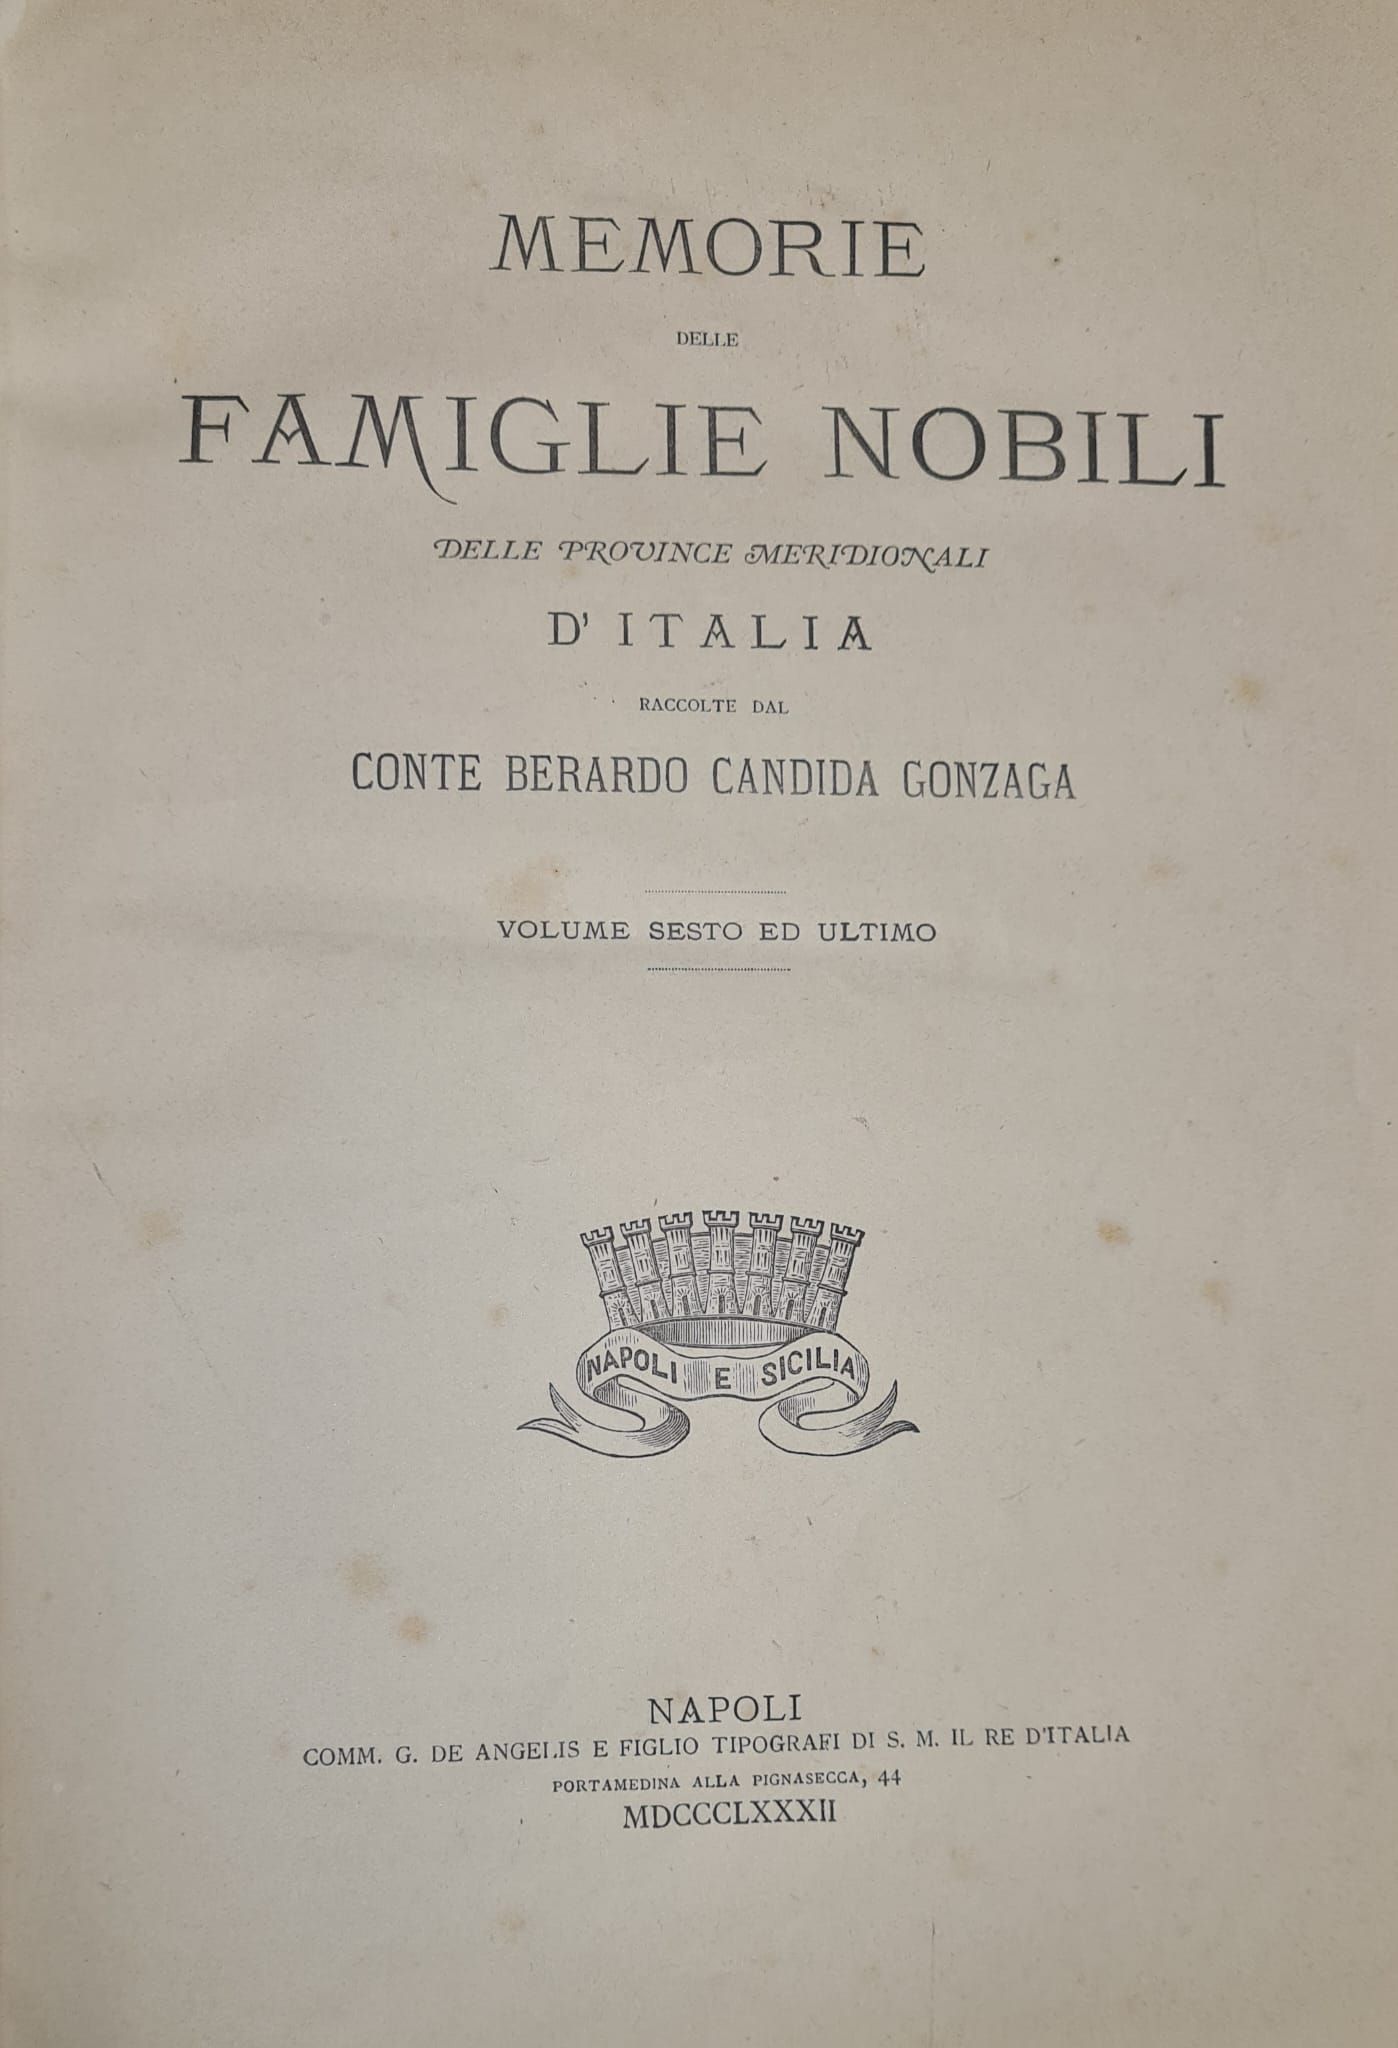 MEMORIE
DELLE
FAMIGLIE NOBILI
DELLE PROVINCE MERIDIONALI
D' ITALIA
RACCOLTE DAL
CONTE BERARDO CANDIDA GONZAGA
VOLUME SESTO ED ULTIMO
NAPOLI E SICILIA
NAPOLI
COMM. G. DE ANGELIS E FIGLIO TIPOGRAFI DI S. M. IL RE D'ITALIA
PORTAMEDINA ALLA PIGNASECCA, 44
MDCCCLXXXII